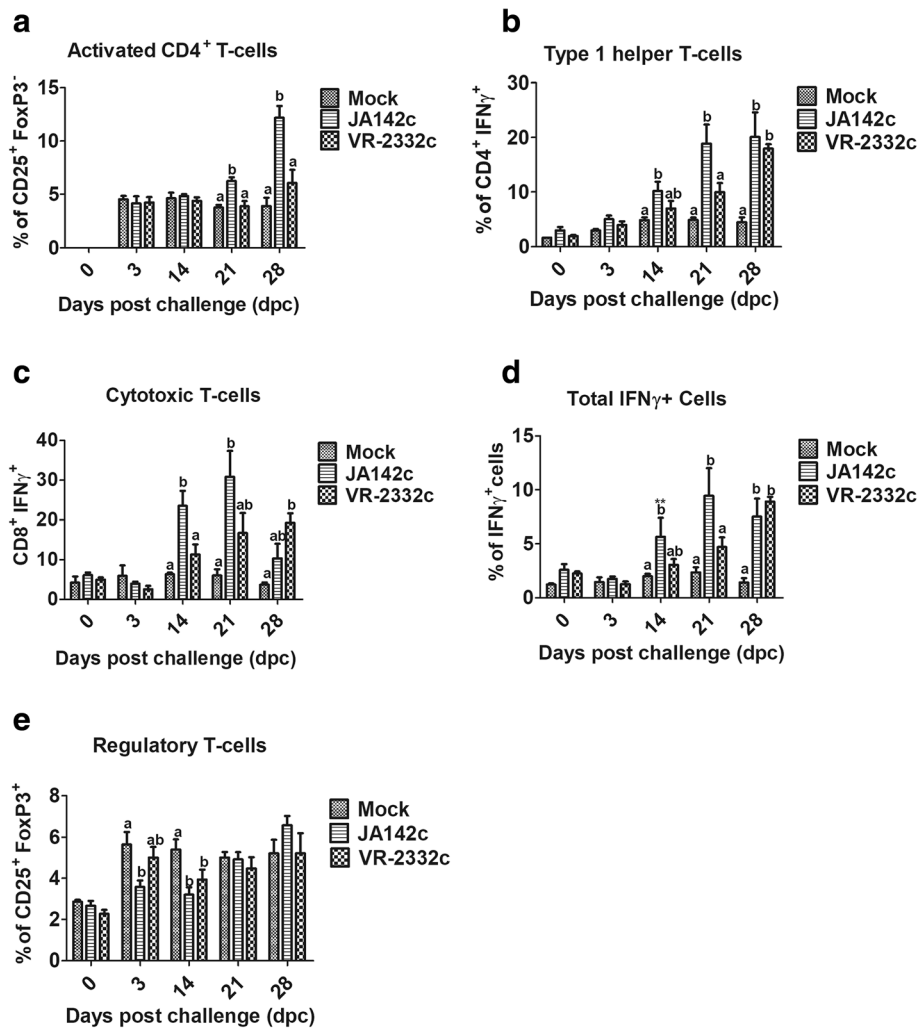 a
Activated CD4+ T-cells
% of CD25+ FoxP3-
15
10
5
0
b
b
a
a
a
a
0 3 14 21 28
Days post challenge (dpc)
Mock
JA142c
VR-2332c
b
Type 1 helper T-cells
% of CD4+ IFNγ+
30
20
10
0
a
b
ab
a
b
a
a
b
b
0 3 14 21 28
Days post challenge (dpc)
Mock
JA142c
VR-2332c
c
Cytotoxic T-cells
CD8+ IFNγ+
40
30
20
10
0
a
b
a
a
b
ab
a
ab
b
0 3 14 21 28
Days post challenge (dpc)
Mock
JA142c
VR-2332c
d
Total IFNγ+ Cells
% of IFNγ+cells
15
10
5
0
a
**
b
ab
a
b
a
a
b
b
0 3 14 21 28
Days post challenge (dpc)
Mock
JA142c
VR-2332c
e
Regulatory T-cells
% of CD25+ FoxP3+
8
6
4
2
0
a
b
ab
a
b
b
0 3 14 21 28
Days post challenge (dpc)
Mock
JA142c
VR-2332c